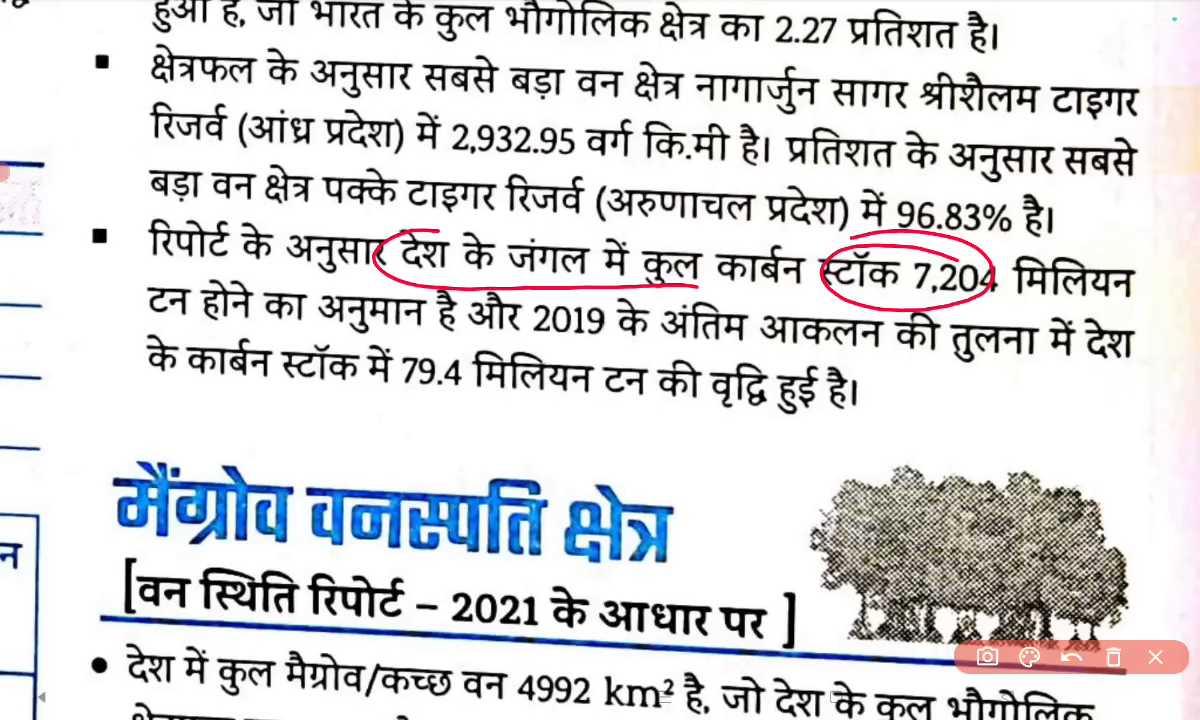 हुआ है, जो भारत के कुल भौगोलिक क्षेत्र का 2.27 प्रतिशत है।
▪ क्षेत्रफल के अनुसार सबसे बड़ा वन क्षेत्र नागार्जुन सागर श्रीशैलम टाइगर
रिजर्व (आंध्र प्रदेश) में 2,932.95 वर्ग कि.मी है। प्रतिशत के अनुसार सबसे
बड़ा वन क्षेत्र पक्के टाइगर रिजर्व (अरुणाचल प्रदेश) में 96.83% है।
▪ रिपोर्ट के अनुसार देश के जंगल में कुल कार्बन स्टॉक 7,204 मिलियन
टन होने का अनुमान है और 2019 के अंतिम आकलन की तुलना में देश
के कार्बन स्टॉक में 79.4 मिलियन टन की वृद्धि हुई है।
मैंग्रोव वनस्पति क्षेत्र
[वन स्थिति रिपोर्ट – 2021 के आधार पर ]
न
• देश में कुल मैग्रोव/कच्छ वन 4992 km² है, जो देश के कुल भौगोलिक